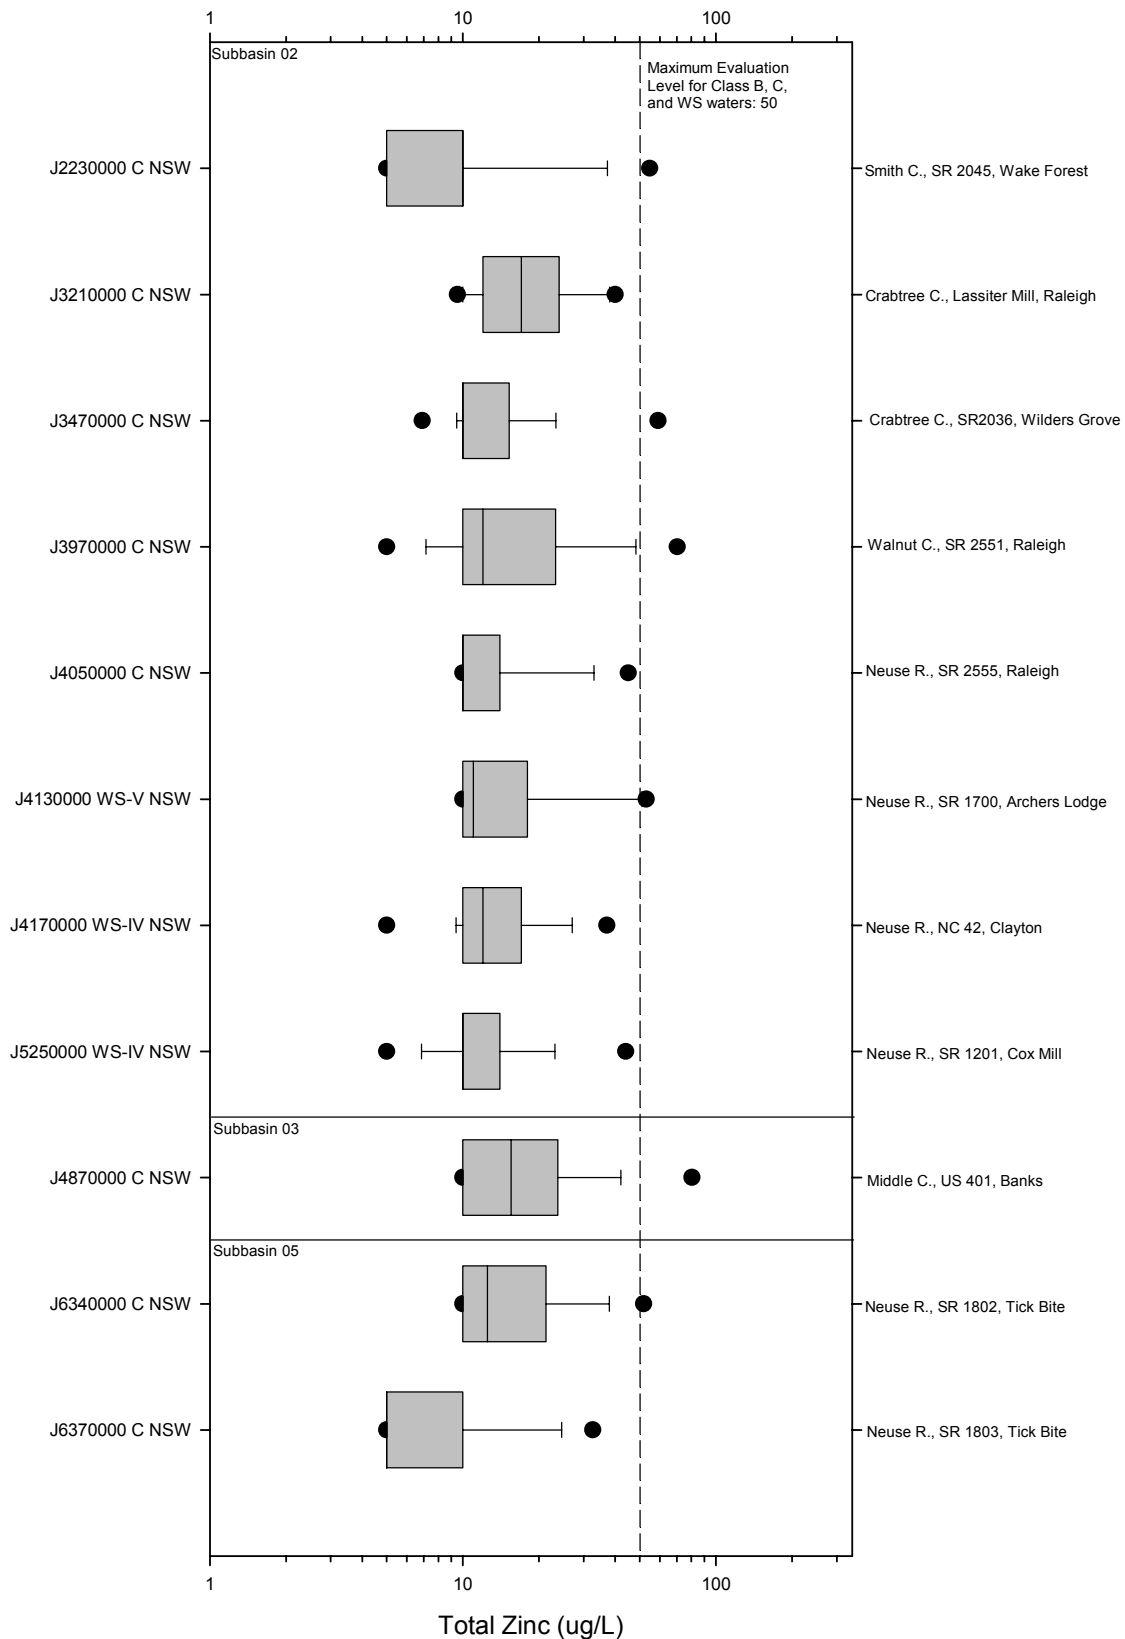 1 10 100
Subbasin 02
Maximum Evaluation
Level for Class B, C,
and WS waters: 50
J2230000 C NSW
Smith C., SR 2045, Wake Forest
J3210000 C NSW
Crabtree C., Lassiter Mill, Raleigh
J3470000 C NSW
Crabtree C., SR2036, Wilders Grove
J3970000 C NSW
Walnut C., SR 2551, Raleigh
J4050000 C NSW
Neuse R., SR 2555, Raleigh
J4130000 WS-V NSW
Neuse R., SR 1700, Archers Lodge
J4170000 WS-IV NSW
Neuse R., NC 42, Clayton
J5250000 WS-IV NSW
Neuse R., SR 1201, Cox Mill
Subbasin 03
J4870000 C NSW
Middle C., US 401, Banks
Subbasin 05
J6340000 C NSW
Neuse R., SR 1802, Tick Bite
J6370000 C NSW
Neuse R., SR 1803, Tick Bite
1 10 100
Total Zinc (ug/L)